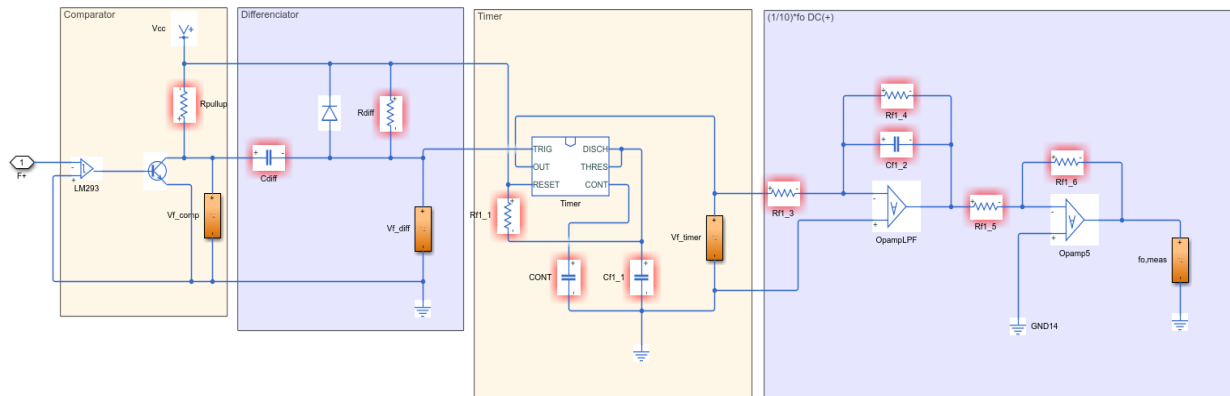 Comparator
Differenciator
Timer
(1/10)*fo DC(+)
Vcc
V+
Rpullup
Rdiff
Cdiff
1
F+
LM293
Vf_comp
Vf_diff
TRIG
OUT
RESET
DISCH
THRES
CONT
Timer
Rf1_1
CONT
Cf1_1
Vf_timer
Rf1_3
Rf1_4
Cf1_2
OpampLPF
Rf1_5
Rf1_6
Opamp5
GND14
fo,meas